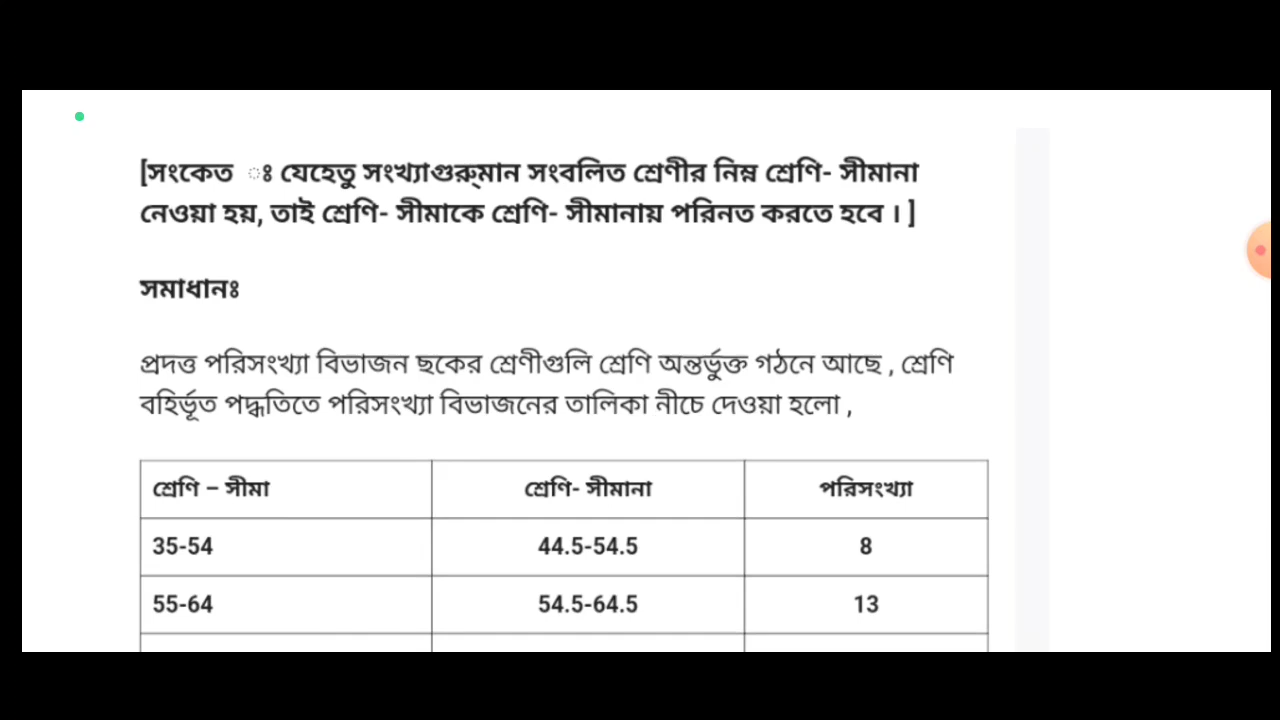 [সংকেত ঃ যেহেতু সংখ্যাগুরুমান সংবলিত শ্রেণীর নিম্ন শ্রেণি- সীমানা
নেওয়া হয়, তাই শ্রেণি- সীমাকে শ্রেণি- সীমানায় পরিনত করতে হবে । ]
সমাধানঃ
প্রদত্ত পরিসংখ্যা বিভাজন ছকের শ্রেণীগুলি শ্রেণি অন্তর্ভুক্ত গঠনে আছে , শ্রেণি
বহির্ভূত পদ্ধতিতে পরিসংখ্যা বিভাজনের তালিকা নীচে দেওয়া হলো ,
শ্রেণি – সীমা শ্রেণি- সীমানা পরিসংখ্যা
35-54 44.5-54.5 8
55-64 54.5-64.5 13